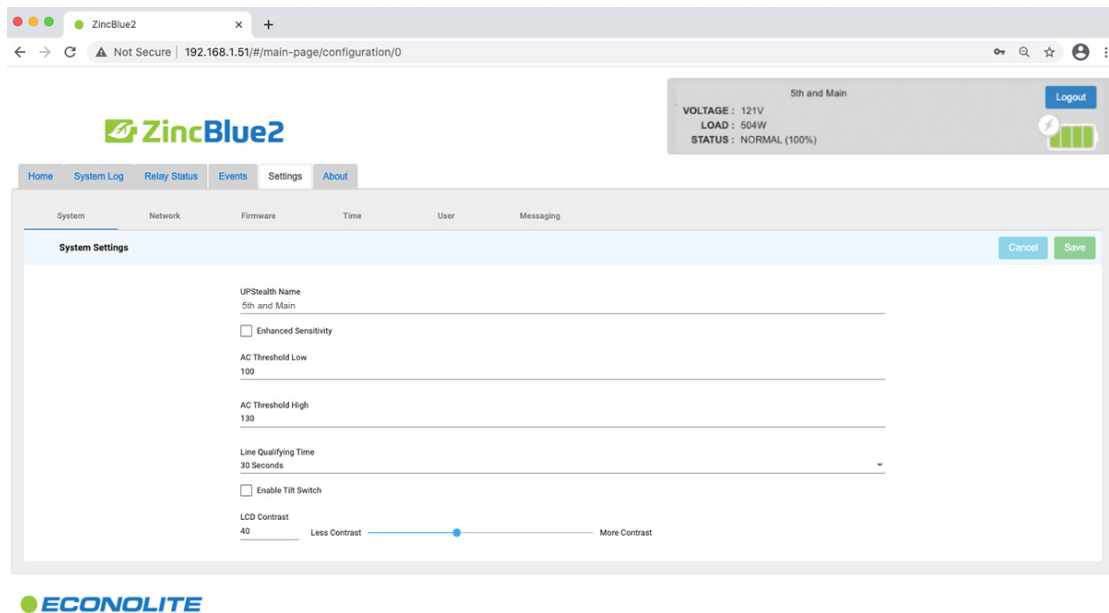 ZincBlue2
Not Secure | 192.168.1.51/#/main-page/configuration/0
5th and Main
Logout
VOLTAGE : 121V
LOAD : 504W
STATUS : NORMAL (100%)
ZincBlue2
Home System Log Relay Status Events Settings About
System Network Firmware Time User Messaging
System Settings
Cancel Save
UPStealth Name
5th and Main
Enhanced Sensitivity
AC Threshold Low
100
AC Threshold High
130
Line Qualifying Time
30 Seconds
Enable Tilt Switch
LCD Contrast
40 Less Contrast More Contrast
ECONOLITE